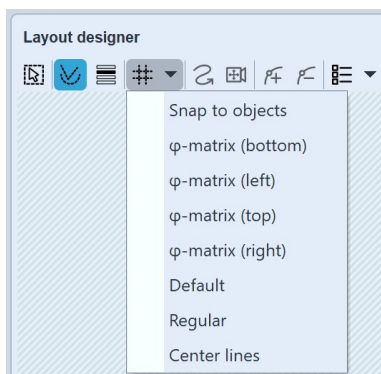 Layout designer
Snap to objects
φ-matrix (bottom)
φ-matrix (left)
φ-matrix (top)
φ-matrix (right)
Default
Regular
Center lines